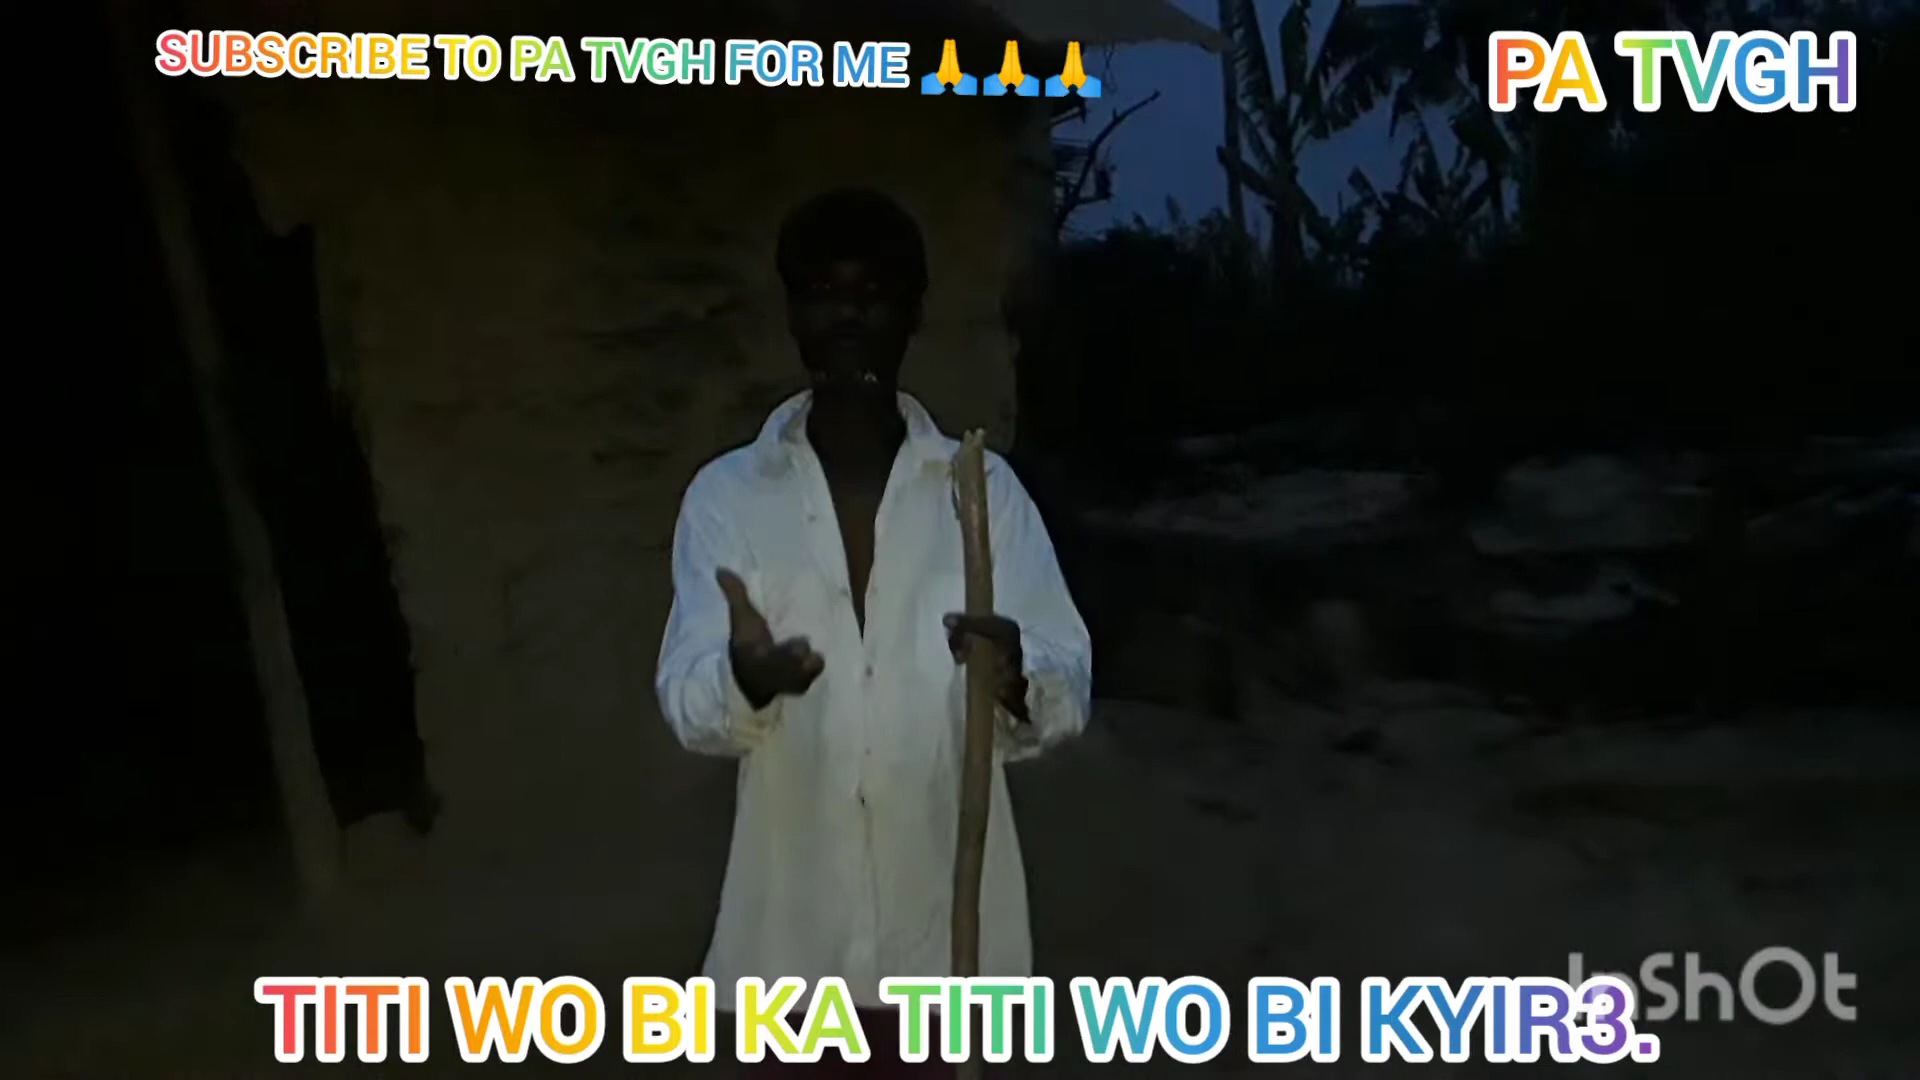 SUBSCRIBE TO PA TVGH FOR ME 🙏🙏🙏
PA TVGH
InShOt
TITI WO BI KA TITI WO BI KYIR3.